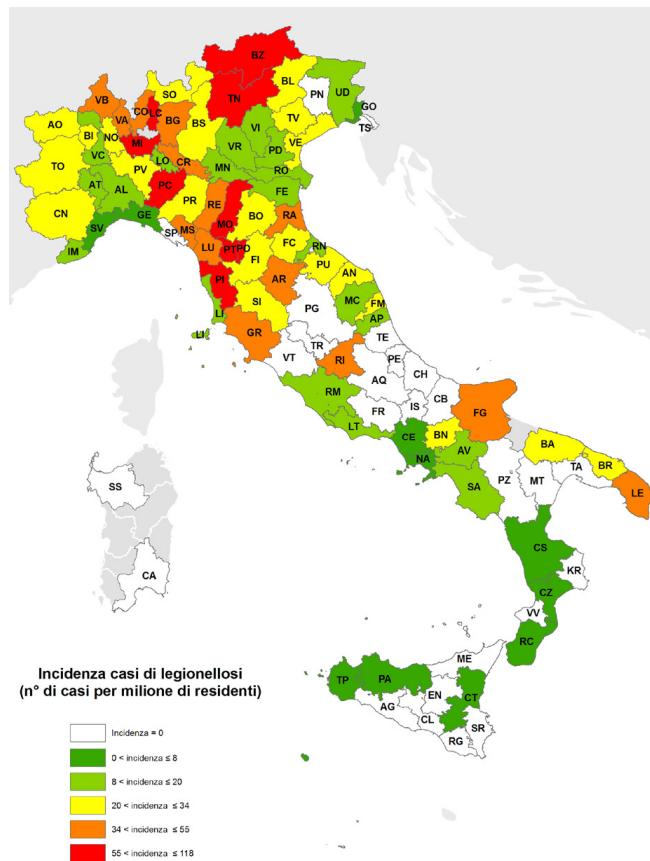 BZ
SO
BL
TN
UD
VB
PN
GO
CO
LC
VA
BG
TV
AO
BS
TS
BI
NO
VI
MI
VE
VR
PD
TO
VC
LO
CR
PV
MN
RO
AT
PC
AL
FE
PR
RE
CN
MO
BO
GE
RA
SV
MS
SP
FC
RN
LU
PT
PO
IM
FI
PU
AN
PI
AR
MC
FM
SI
LI
PG
AP
LI
GR
TE
TR
PE
VT
RI
CH
AQ
RM
CB
IS
FR
FG
LT
CE
BN
BA
AV
NA
TA
BR
PZ
MT
SS
SA
LE
CS
KR
CA
CZ
VV
RC
ME
TP
PA
EN
CT
AG
CL
SR
RG
Incidenza casi di legionellosi
(n° di casi per milione di residenti)
Incidenza = 0
0 < incidenza ≤ 8
8 < incidenza ≤ 20
20 < incidenza ≤ 34
34 < incidenza ≤ 55
55 < incidenza ≤ 118